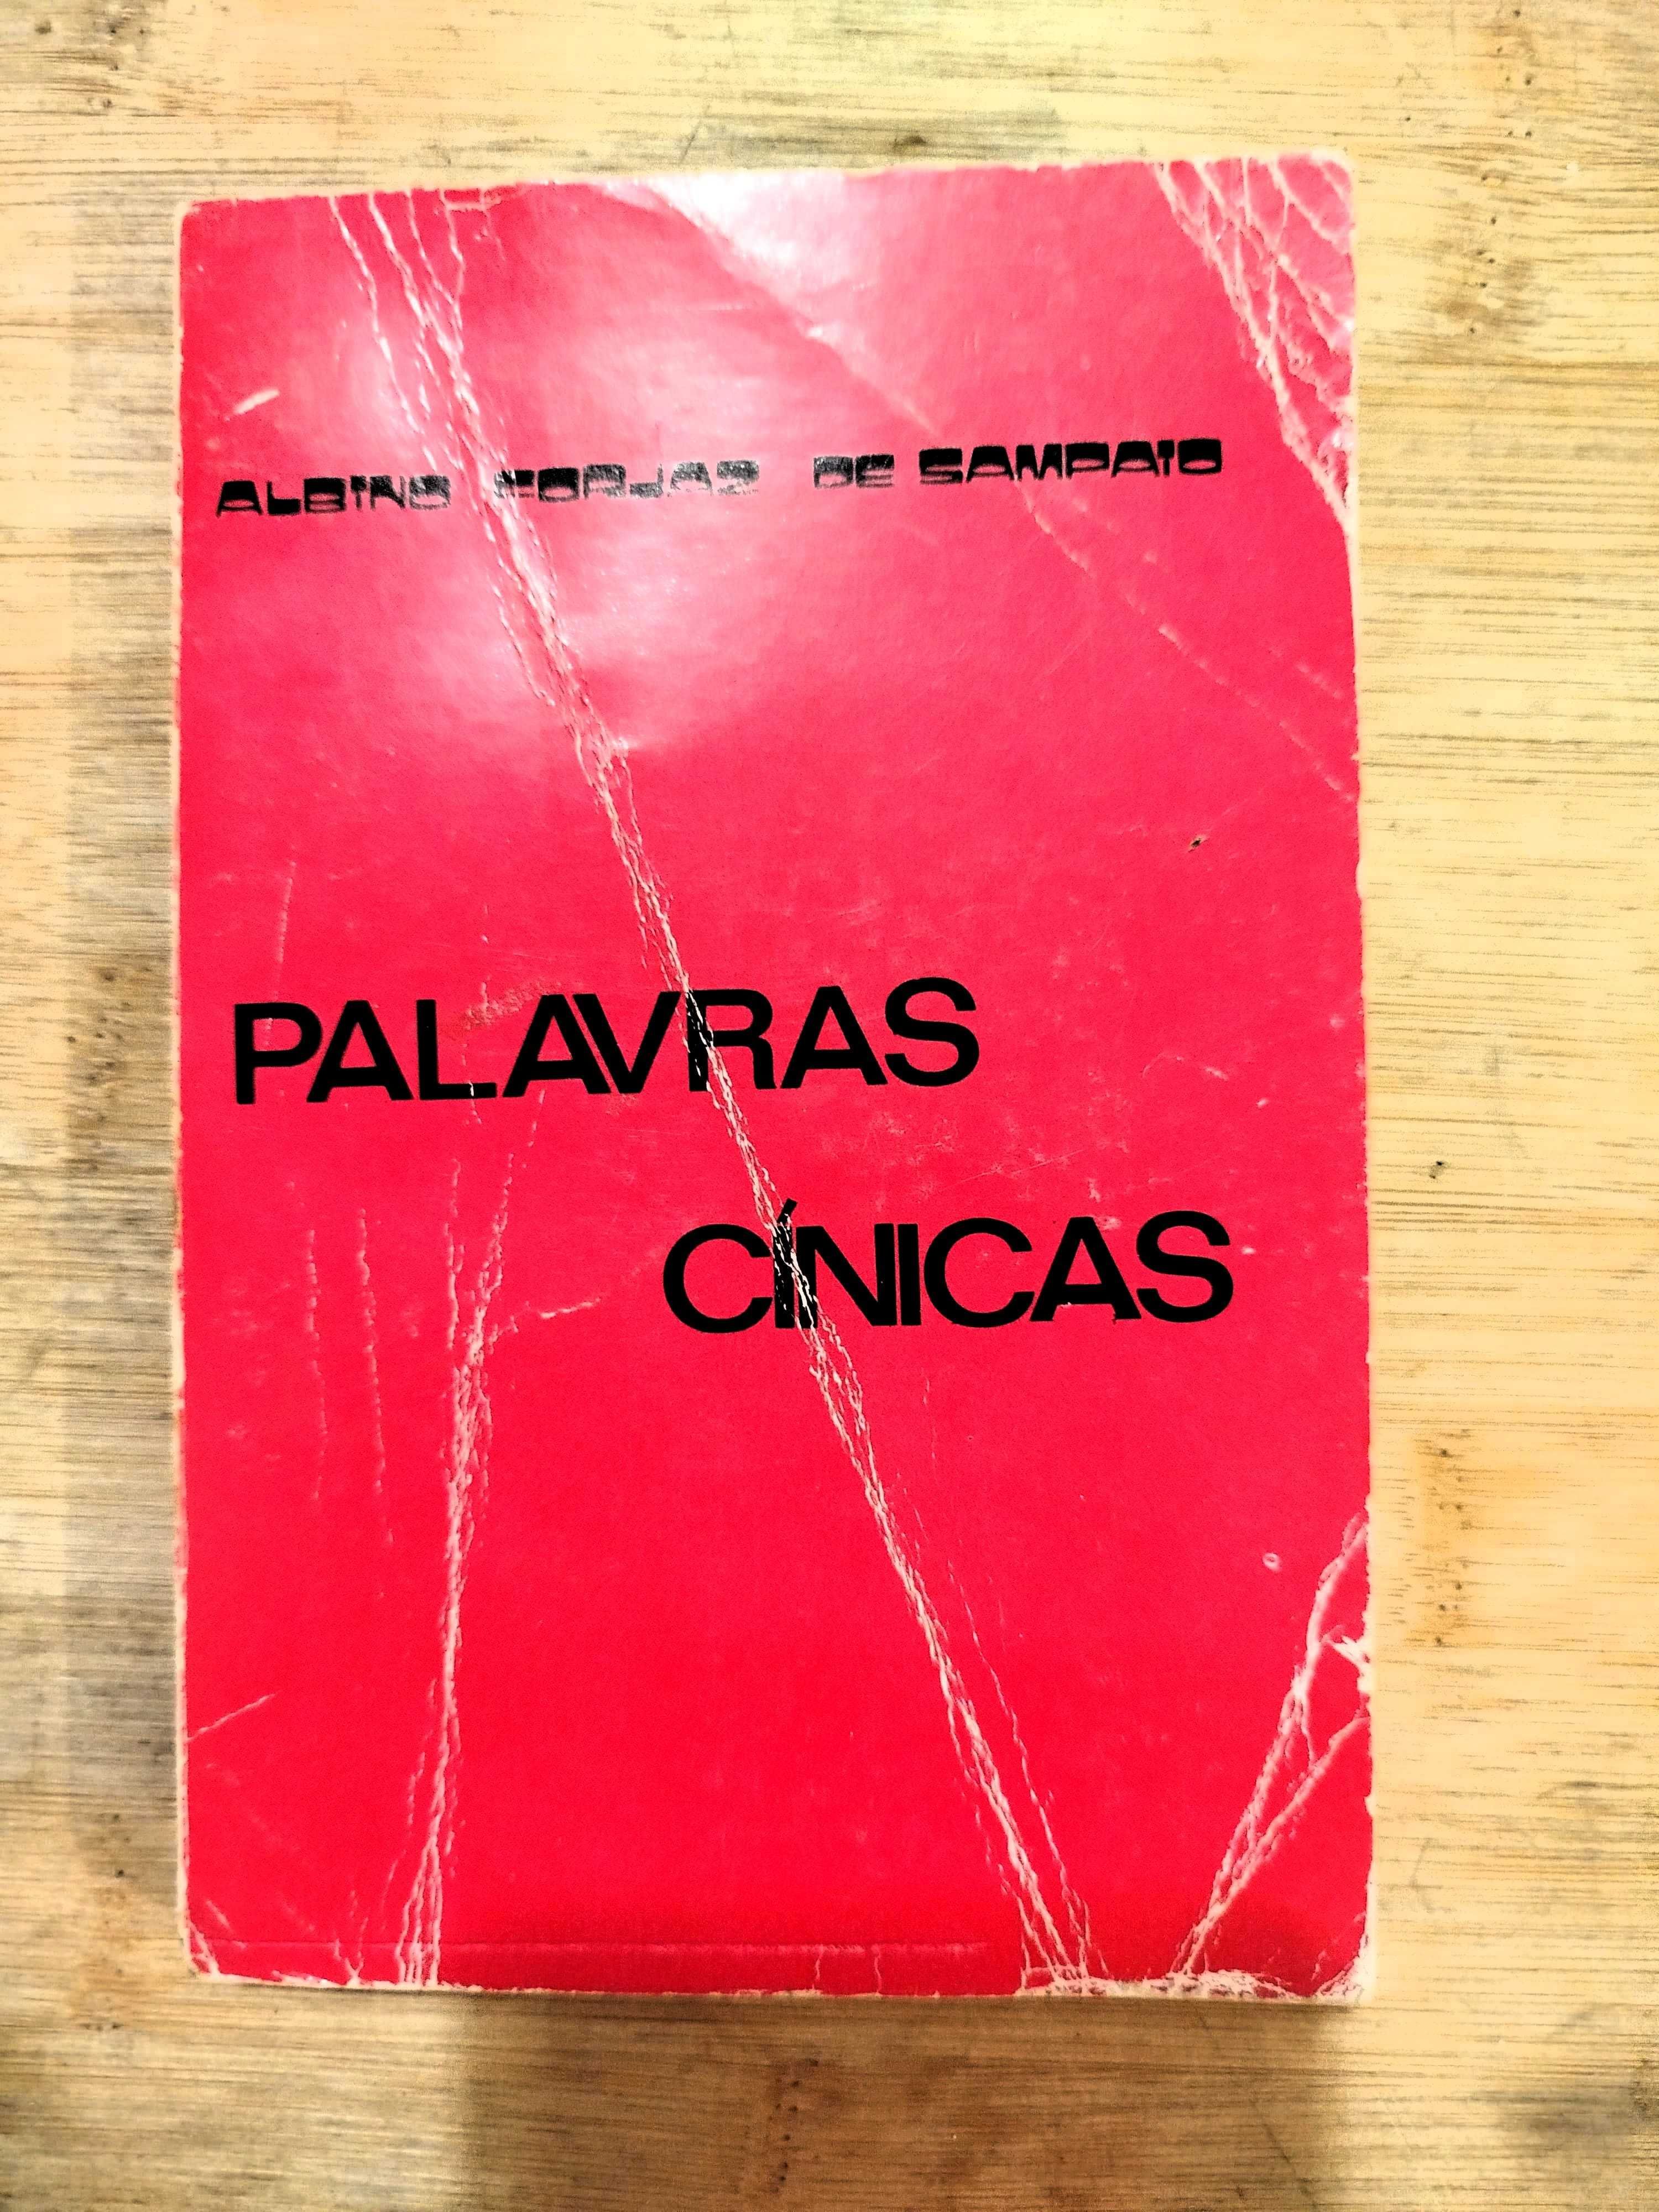 ALBINO FORJAZ DE SAMPAIO
PALAVRAS
CÍNICAS